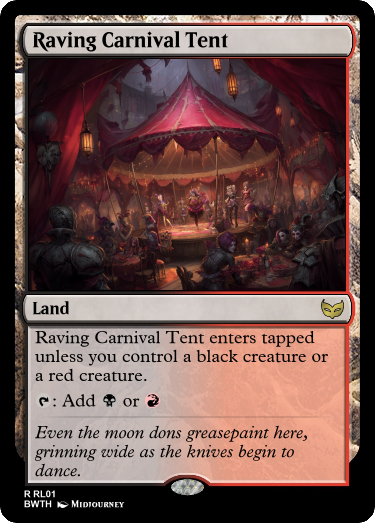 Raving Carnival Tent
Land
Raving Carnival Tent enters tapped
unless you control a black creature or
a red creature.
: Add or
Even the moon dons greasepaint here,
grinning wide as the knives begin to
dance.
R RL01
BWTH Midjourney